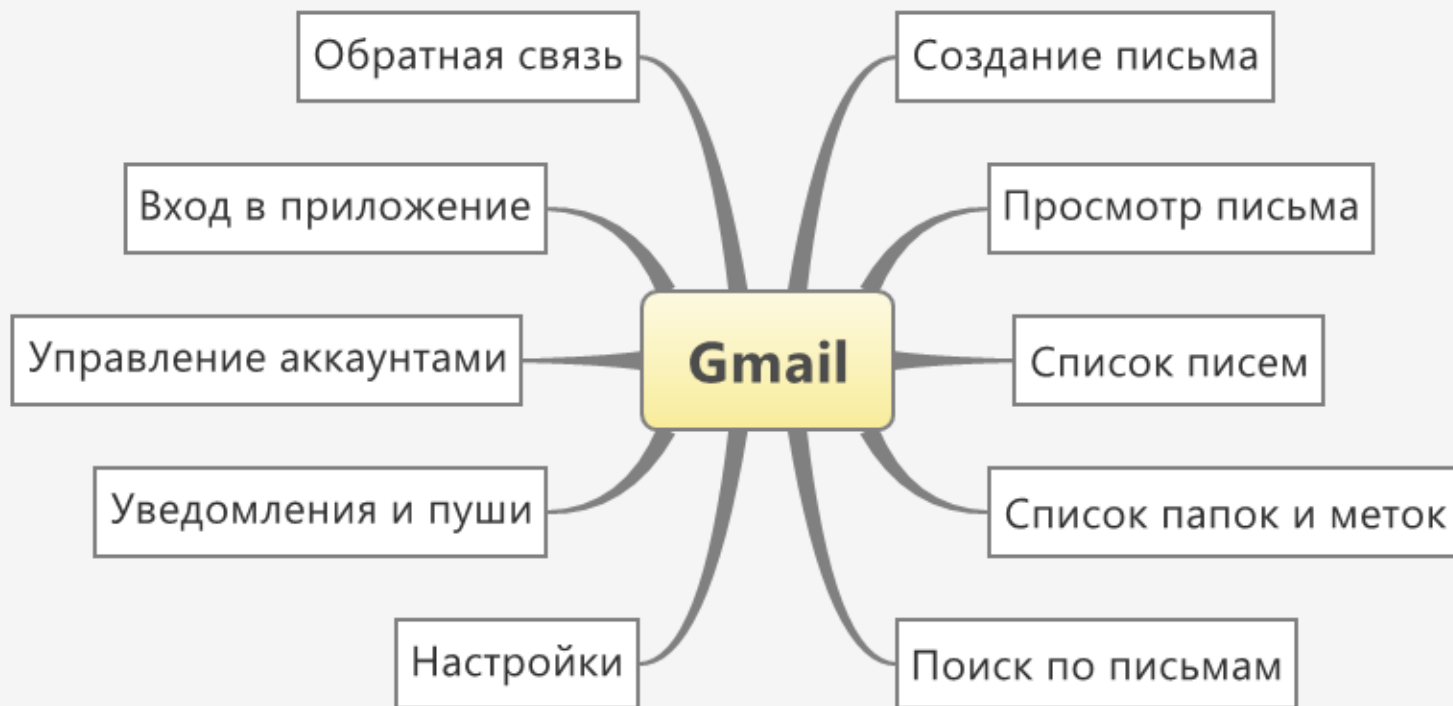 Обратная связь
Создание письма
Вход в приложение
Просмотр письма
Управление аккаунтами
Gmail
Список писем
Уведомления и пуши
Список папок и меток
Настройки
Поиск по письмам